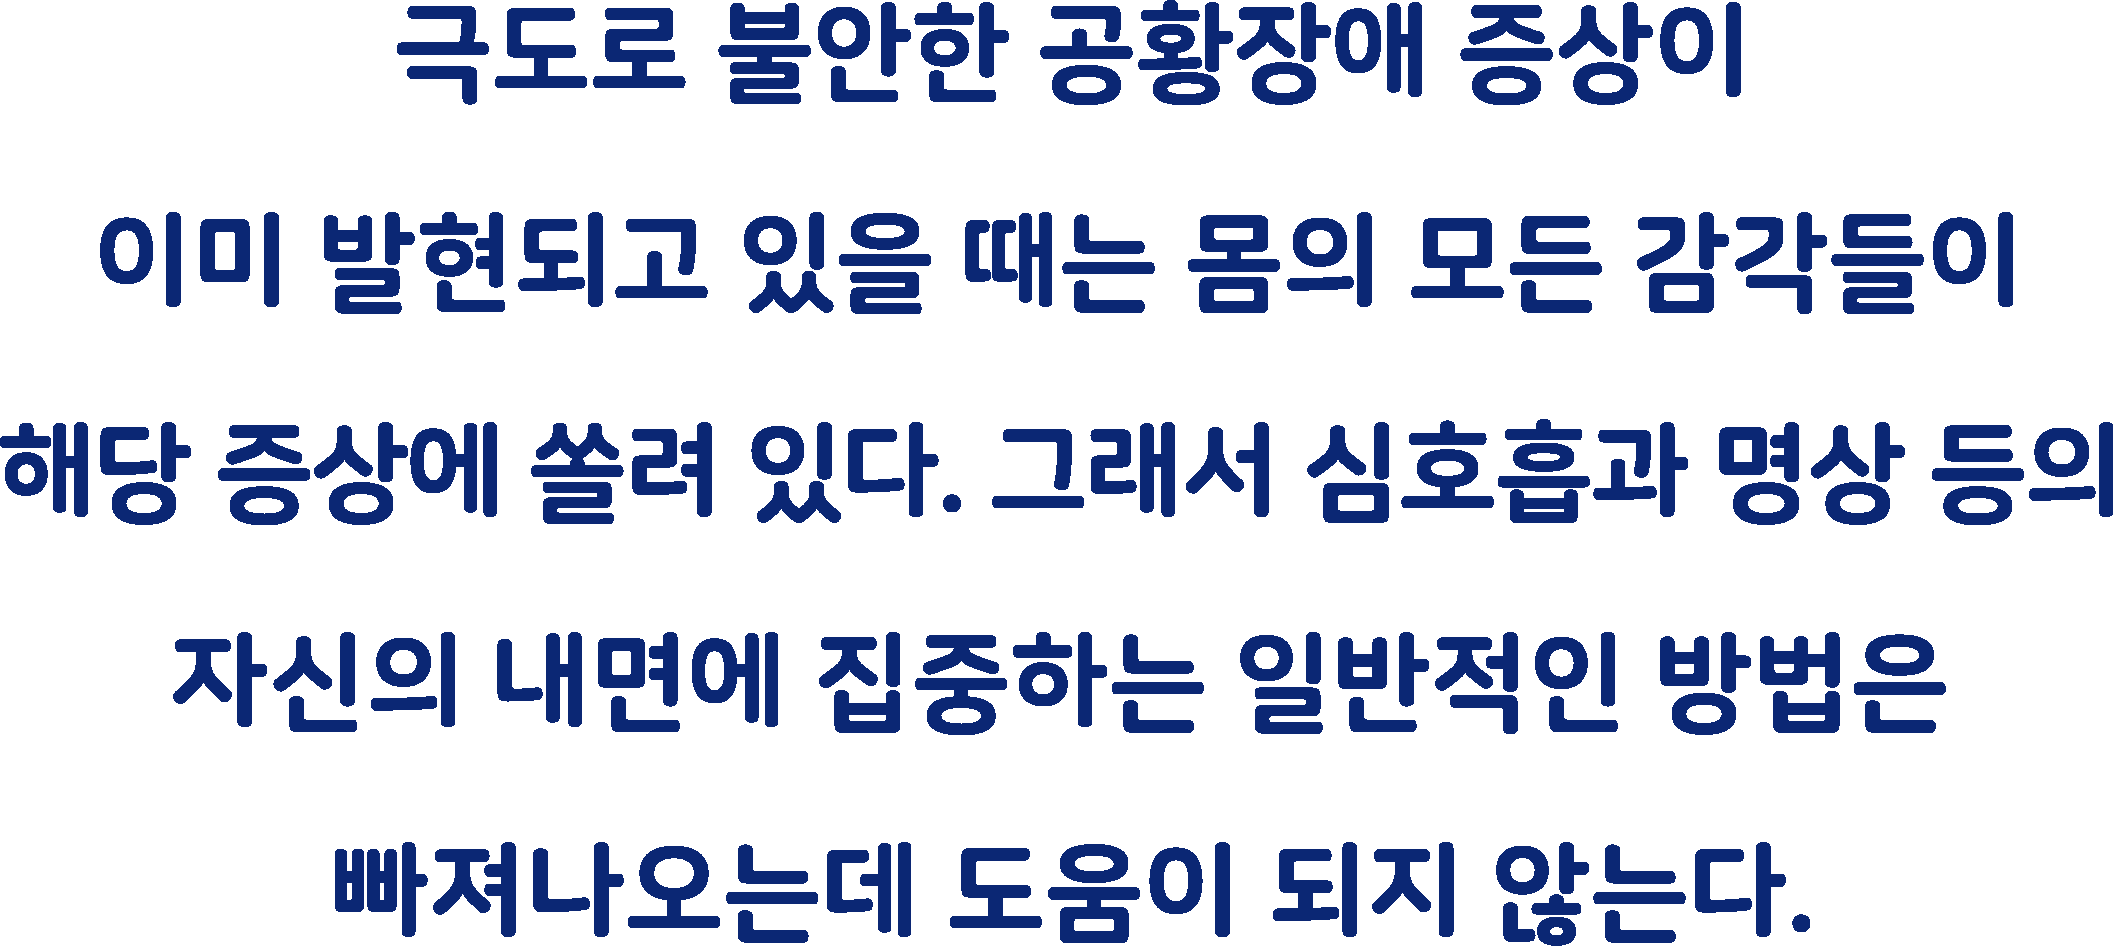 극도로 불안한 공황장애 증상이
이미 발현되고 있을 때는 몸의 모든 감각들이
해당 증상에 쏠려 있다. 그래서 심호흡과 명상 등의
자신의 내면에 집중하는 일반적인 방법은
빠져나오는데 도움이 되지 않는다.